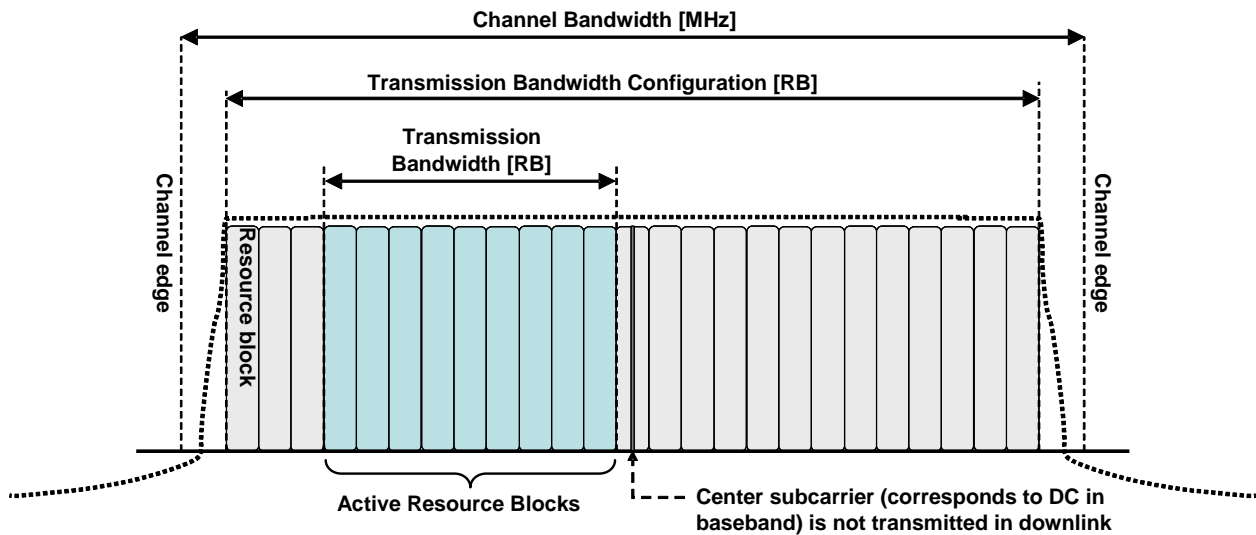 Channel Bandwidth [MHz]
Transmission Bandwidth Configuration [RB]
Transmission
Bandwidth [RB]
Channel edge
Resource block
Channel edge
Active Resource Blocks
Center subcarrier (corresponds to DC in
baseband) is not transmitted in downlink